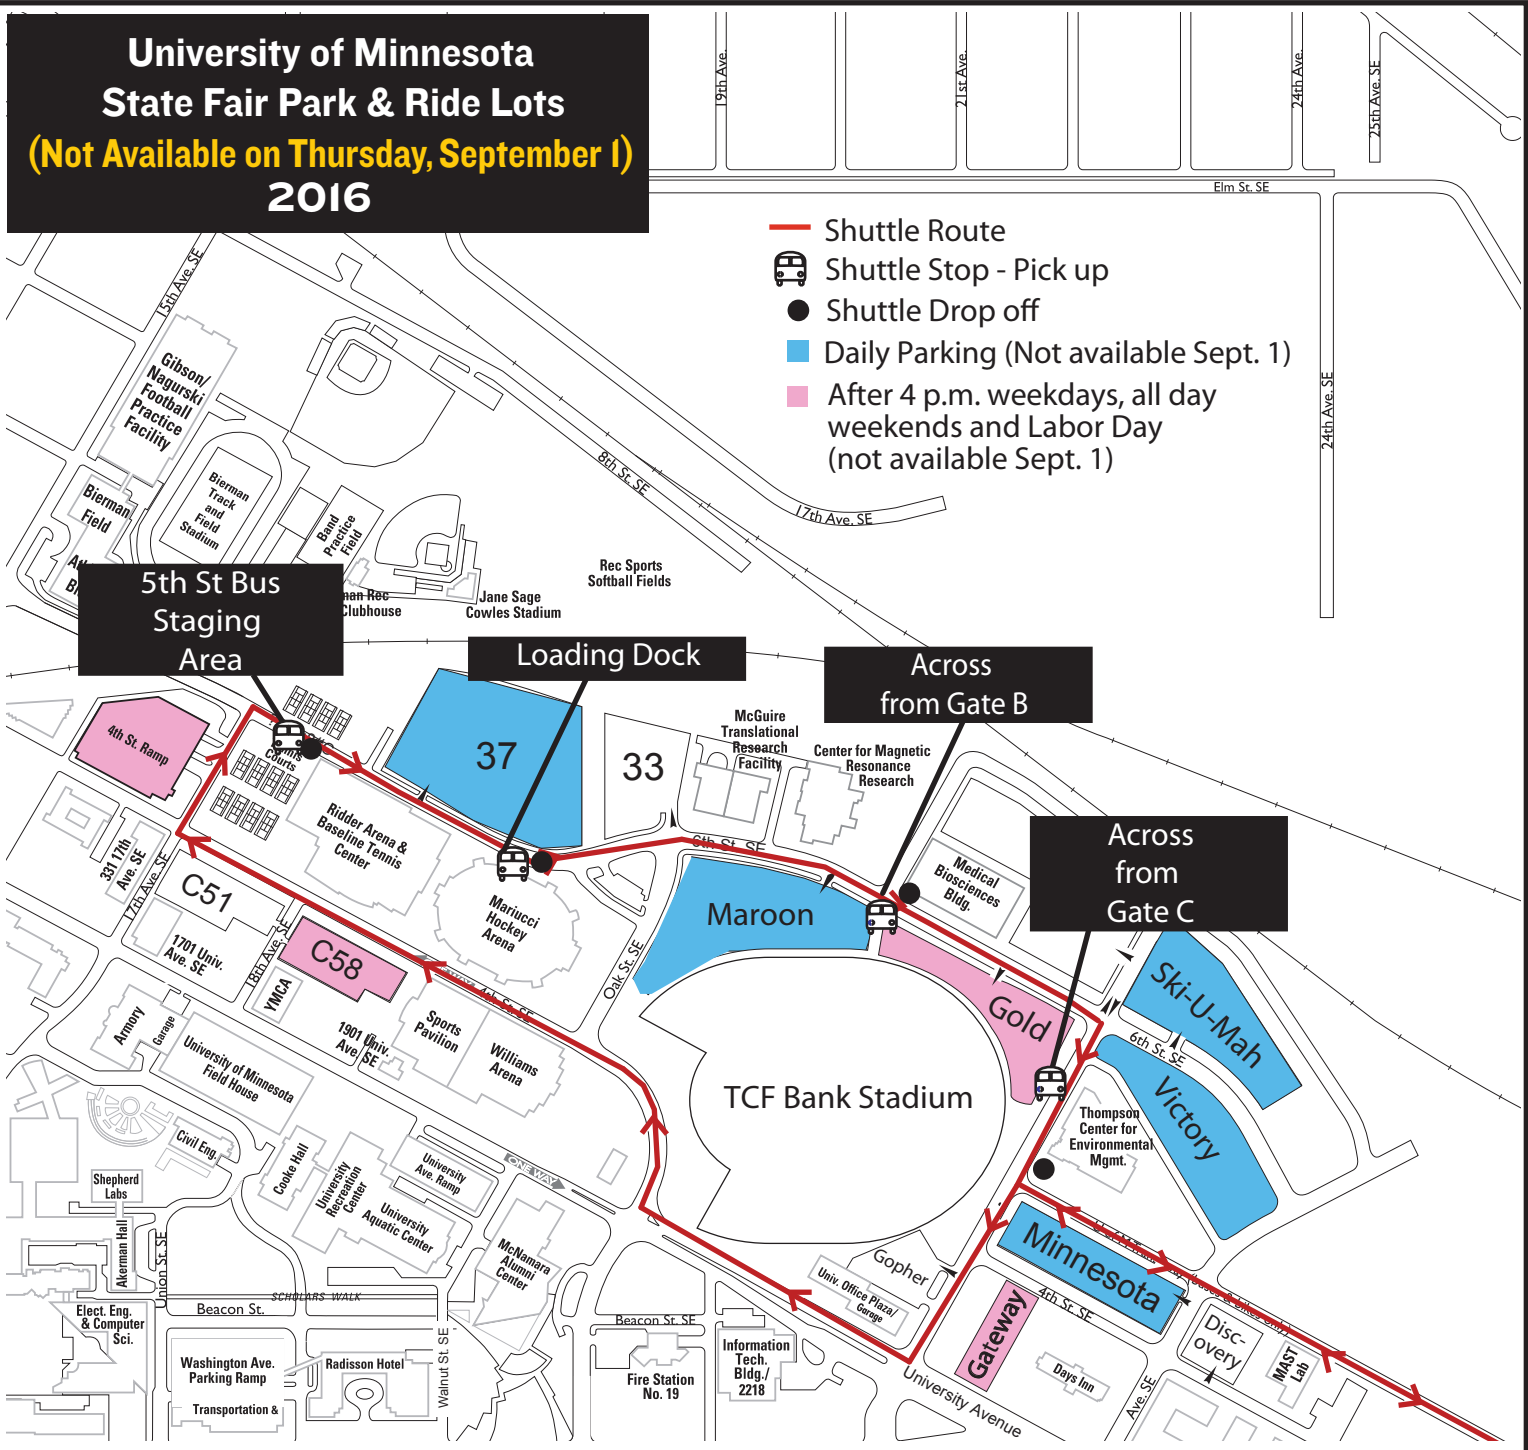 University of Minnesota
State Fair Park & Ride Lots
(Not Available on Thursday, September 1)
2016
19th Ave.
21st Ave.
24th Ave.
25th Ave. SE
Elm St. SE
Shuttle Route
Shuttle Stop - Pick up
Shuttle Drop off
Daily Parking (Not available Sept. 1)
After 4 p.m. weekdays, all day
weekends and Labor Day
(not available Sept. 1)
15th Ave. SE
24th Ave. SE
Gibson/
Nagurski
Football
Practice
Facility
8th St. SE
17th Ave. SE
Bierman
Field
Bierman
Track
and
Field
Stadium
Band
Practice
Field
Rec Sports
Softball Fields
Jane Sage
Cowles Stadium
Rec
Clubhouse
5th St Bus
Staging
Area
Loading Dock
Across
from Gate B
4th St. Ramp
Courts
37
33
McGuire
Translational
Research
Facility
Center for Magnetic
Resonance
Research
Across
from
Gate C
Ridder Arena &
Baseline Tennis
Center
6th St. SE
Medical
Biosciences
Bldg.
331 17th
Ave. SE
17th Ave. SE
C51
Mariucci
Hockey
Arena
Maroon
1701 Univ.
Ave. SE
18th Ave. SE
C58
YMCA
Oak St. SE
4th St. SE
Gold
Ski-U-Mah
6th St. SE
Armory
Garage
1901 Univ.
Ave. SE
Sports
Pavilion
Williams
Arena
University of Minnesota
Field House
TCF Bank Stadium
Victory
Thompson
Center for
Environmental
Mgmt.
Civil Eng.
Cooke Hall
University
Recreation
Center
University
Ave. Ramp
ONE WAY
University
Aquatic Center
Shepherd
Labs
Akerman Hall
Union St. SE
McNamara
Alumni
Center
Gopher
Univ. Office Plaza/
Garage
Minnesota
4th St. SE
Gateway
Disc-
overy
MAST
Lab
Days Inn
Ave. SE
University Avenue
SCHOLARS WALK
Beacon St.
Beacon St. SE
Elect. Eng.
& Computer
Sci.
Washington Ave.
Parking Ramp
Radisson Hotel
Walnut St. SE
Transportation &
Fire Station
No. 19
Information
Tech.
Bldg./
2218